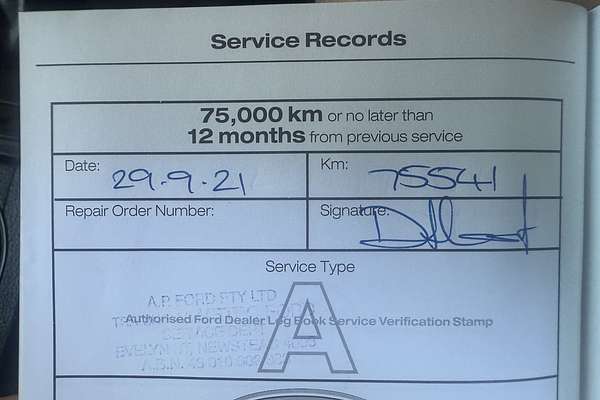 Service Records
75,000 km or no later than
12 months from previous service
Date: 29.9.21
Km: 75541
Repair Order Number:
Signature:
Service Type
A.P. FORD PTY LTD
Authorised Ford Dealer Log Book Service Verification Stamp
A